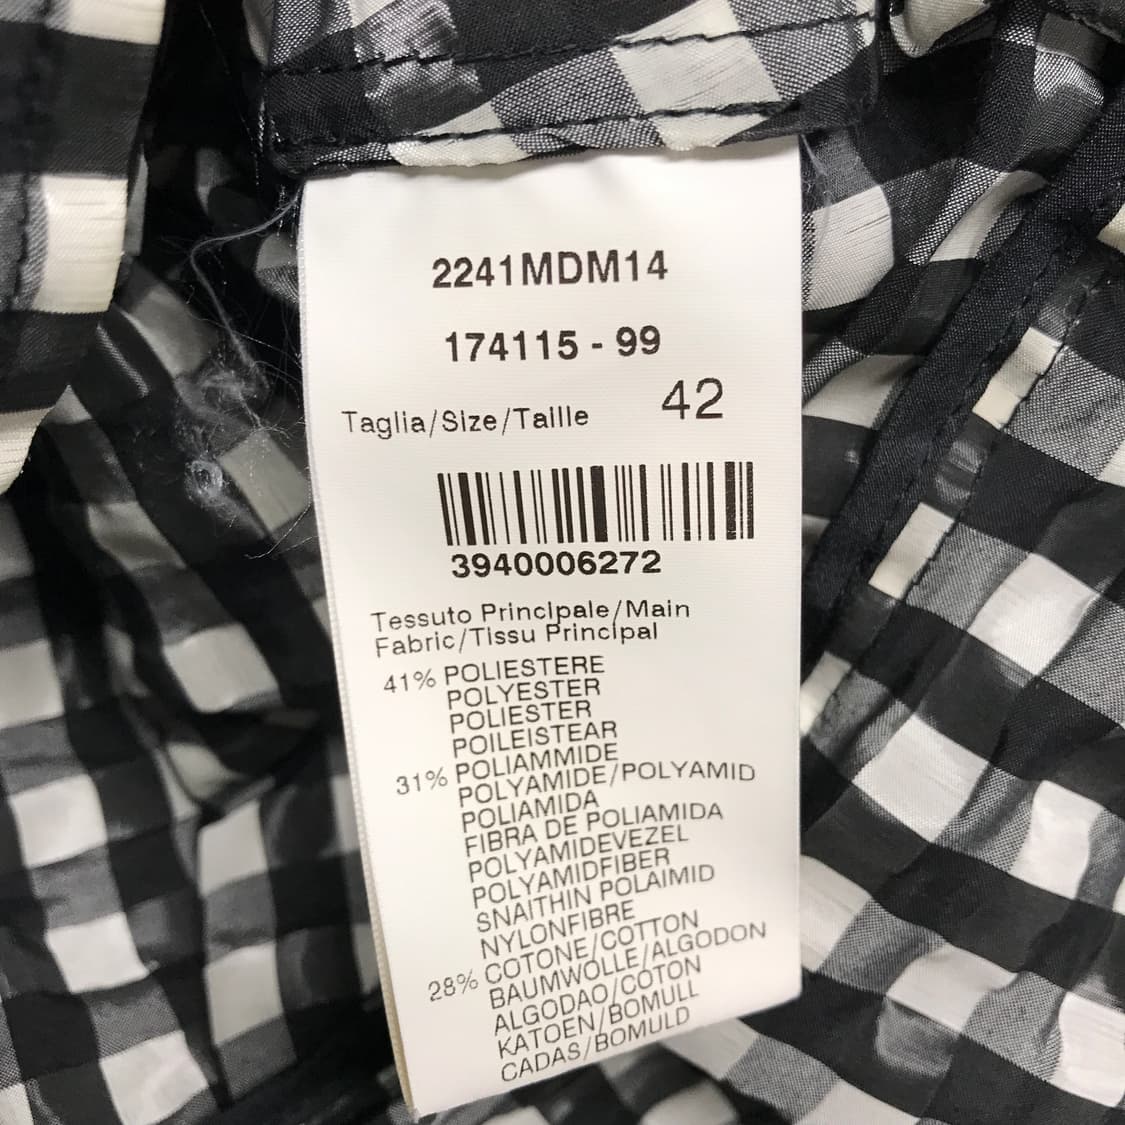 2241MDM14
174115 - 99
Taglia/Size/Taille 42
3940006272
Tessuto Principale/Main
Fabric/Tissu Principal
41% POLIESTERE
POLYESTER
POLIESTER
POILEISTEAR
31% POLIAMMIDE
POLYAMIDE/POLYAMID
POLIAMIDA
FIBRA DE POLIAMIDA
POLYAMIDEVEZEL
POLYAMIDFIBER
SNAITHIN POLAIMID
NYLONFIBRE
28% COTONE/COTTON
BAUMWOLLE/ALGODON
ALGODAO/COTON
KATOEN/BOMULL
CADAS/BOMULD